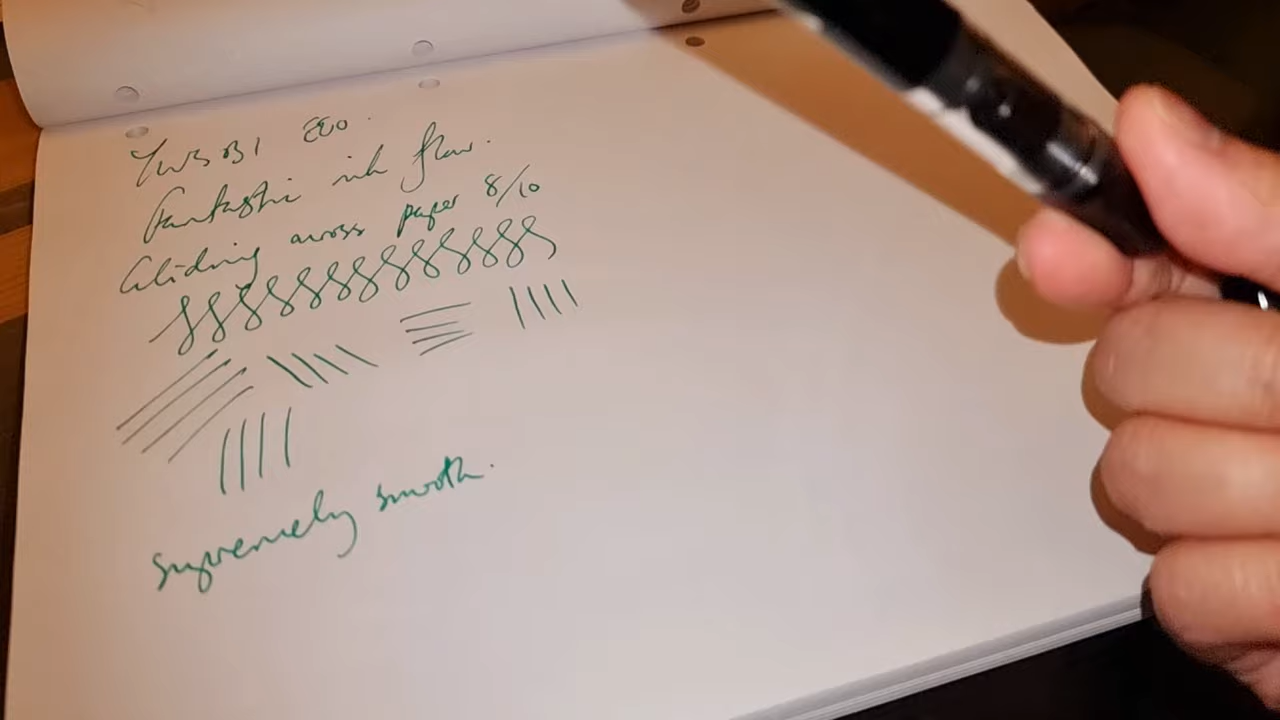 TWSBI ECO.
Fantastic ink flow.
Gliding across paper 8/10
supremely smooth.